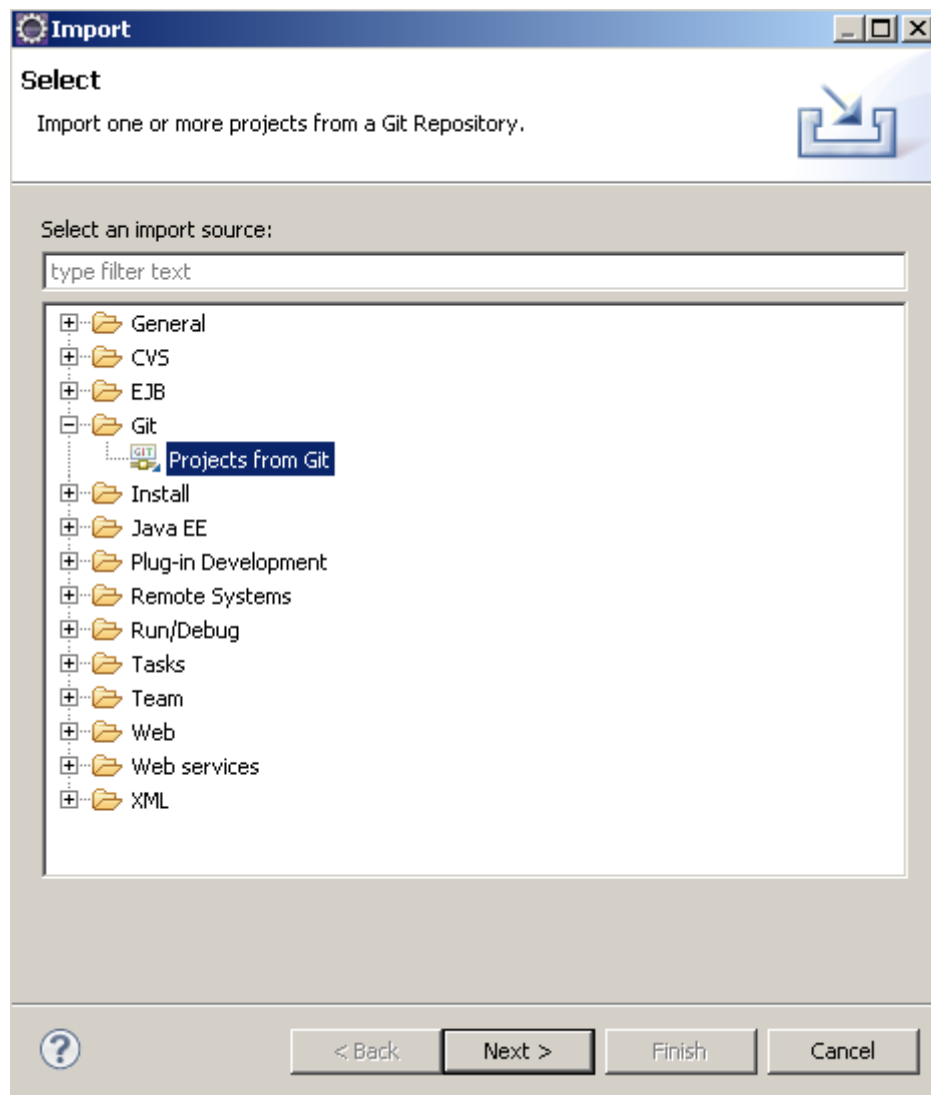 Import
Select
Import one or more projects from a Git Repository.
Select an import source:
type filter text
General
CVS
EJB
Git
GIT
Projects from Git
Install
Java EE
Plug-in Development
Remote Systems
Run/Debug
Tasks
Team
Web
Web services
XML
?
< Back
Next >
Finish
Cancel